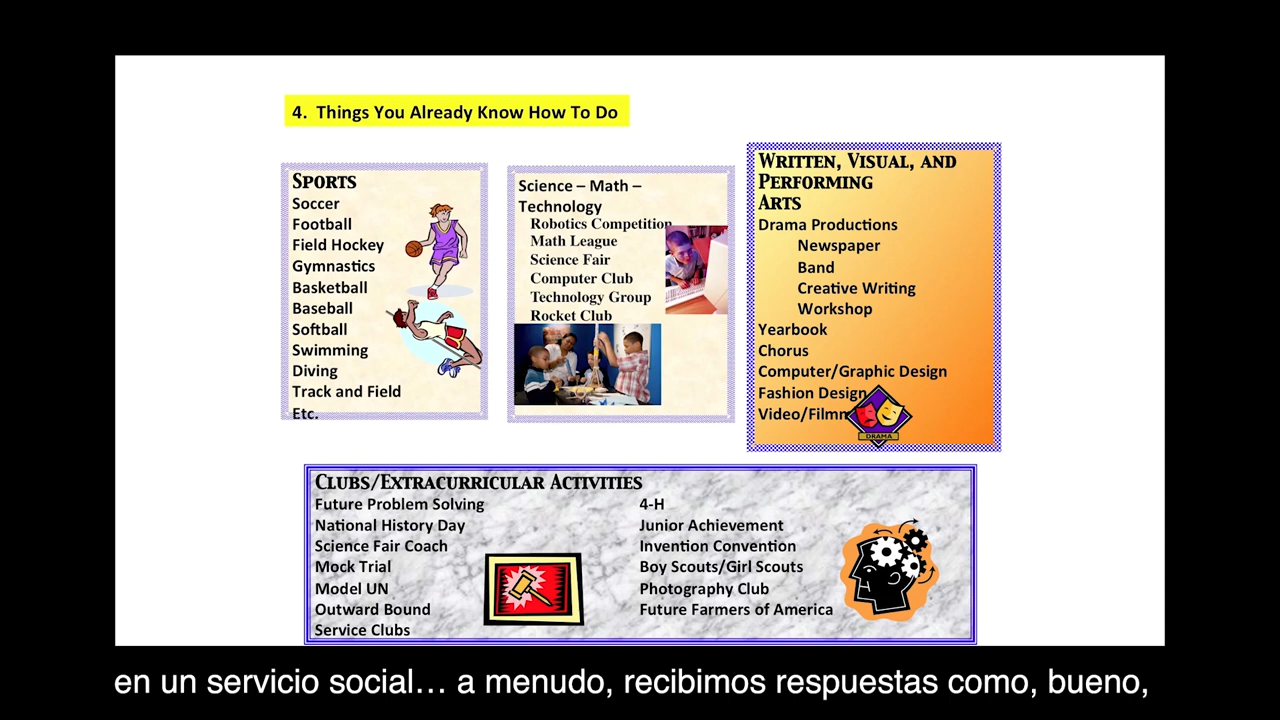 4. Things You Already Know How To Do
SPORTS
Soccer
Football
Field Hockey
Gymnastics
Basketball
Baseball
Softball
Swimming
Diving
Track and Field
Etc.
Science – Math –
Technology
Robotics Competition
Math League
Science Fair
Computer Club
Technology Group
Rocket Club
WRITTEN, VISUAL, AND
PERFORMING
ARTS
Drama Productions
Newspaper
Band
Creative Writing
Workshop
Yearbook
Chorus
Computer/Graphic Design
Fashion Design
Video/Filmm
DRAMA
CLUBS/EXTRACURRICULAR ACTIVITIES
Future Problem Solving
National History Day
Science Fair Coach
Mock Trial
Model UN
Outward Bound
Service Clubs
4-H
Junior Achievement
Invention Convention
Boy Scouts/Girl Scouts
Photography Club
Future Farmers of America
en un servicio social… a menudo, recibimos respuestas como, bueno,